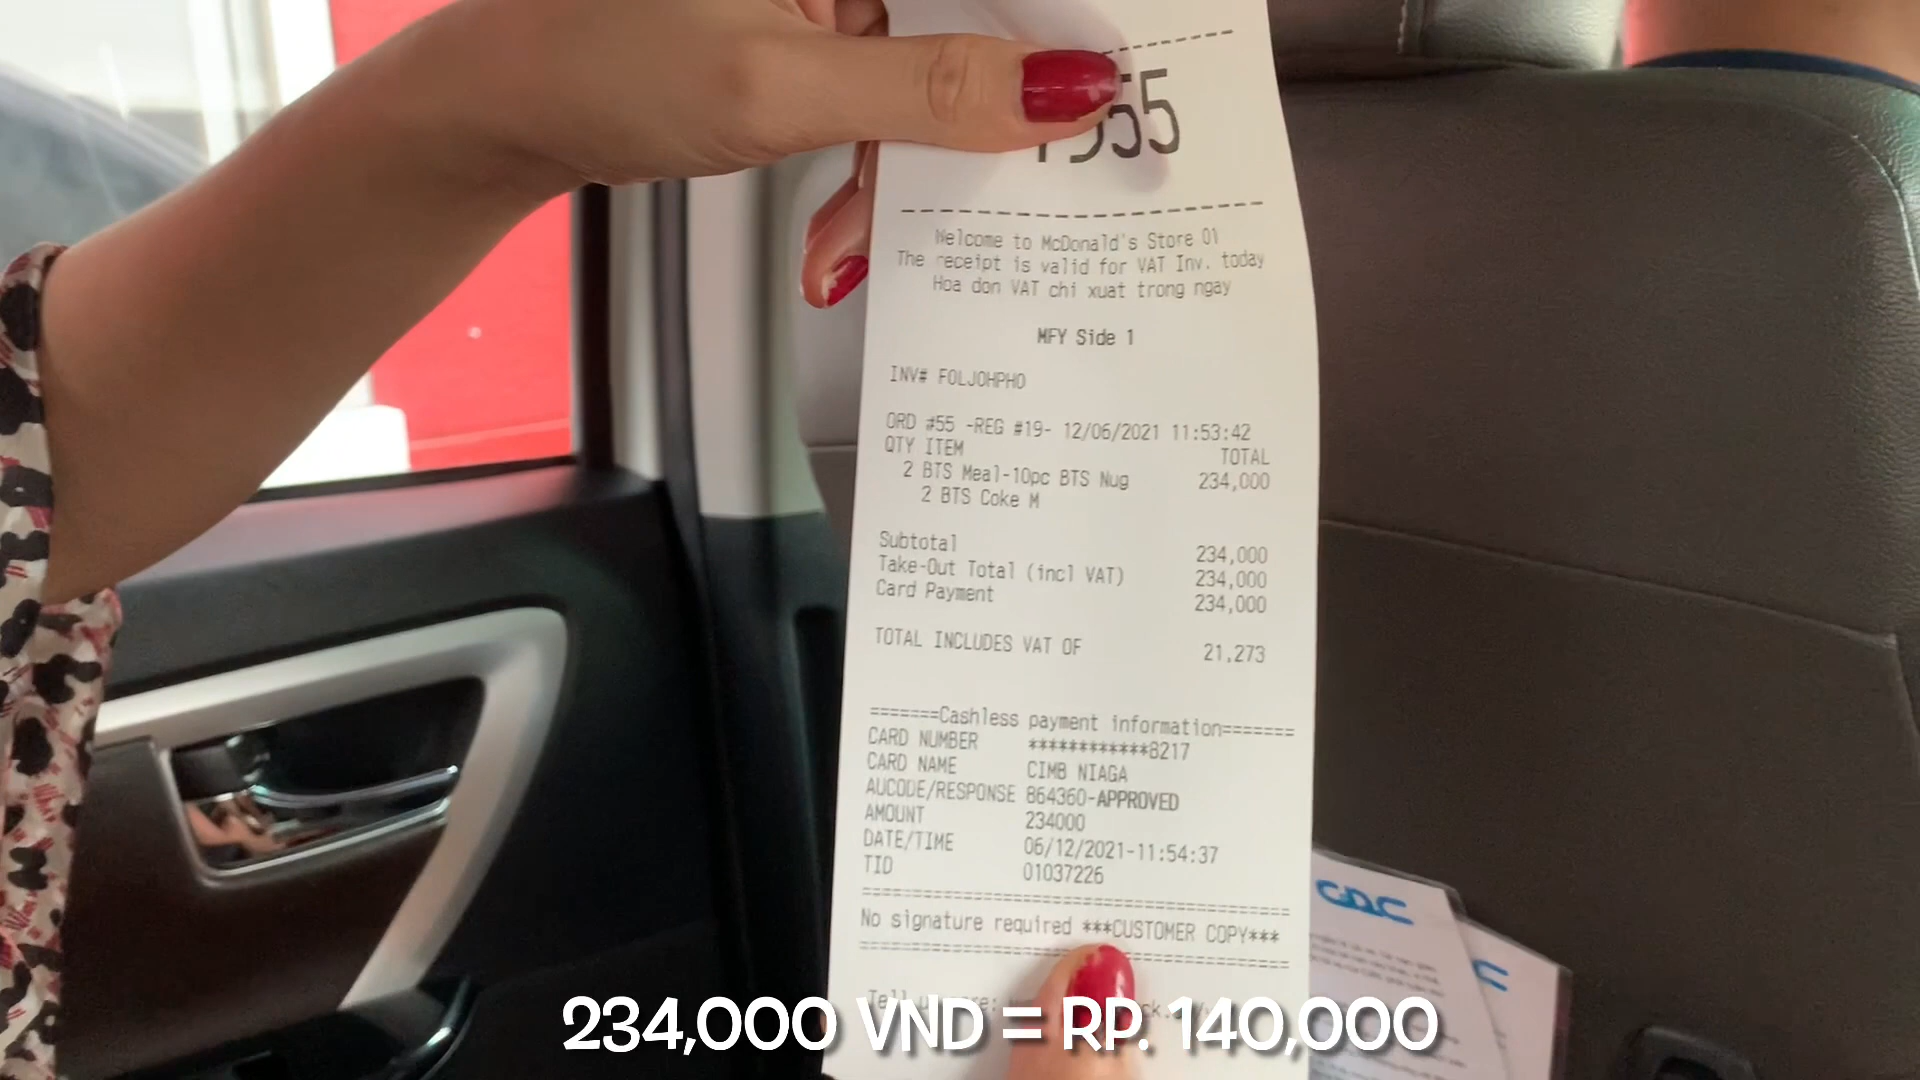 55
Welcome to McDonald's Store 01
The receipt is valid for VAT Inv. today
Hoa don VAT chi xuat trong ngay
MFY Side 1
INV# FOLJOHPHO
ORD #55 -REG #19- 12/06/2021 11:53:42
QTY ITEM TOTAL
2 BTS Meal-10pc BTS Nug 234,000
2 BTS Coke M
Subtotal 234,000
Take-Out Total (incl VAT) 234,000
Card Payment 234,000
TOTAL INCLUDES VAT OF 21,273
=======Cashless payment information=======
CARD NUMBER ************8217
CARD NAME CIMB NIAGA
AUCODE/RESPONSE 864360-APPROVED
AMOUNT 234000
DATE/TIME 06/12/2021-11:54:37
TID 01037226
No signature required ***CUSTOMER COPY***
CDC
234,000 VND = RP. 140,000